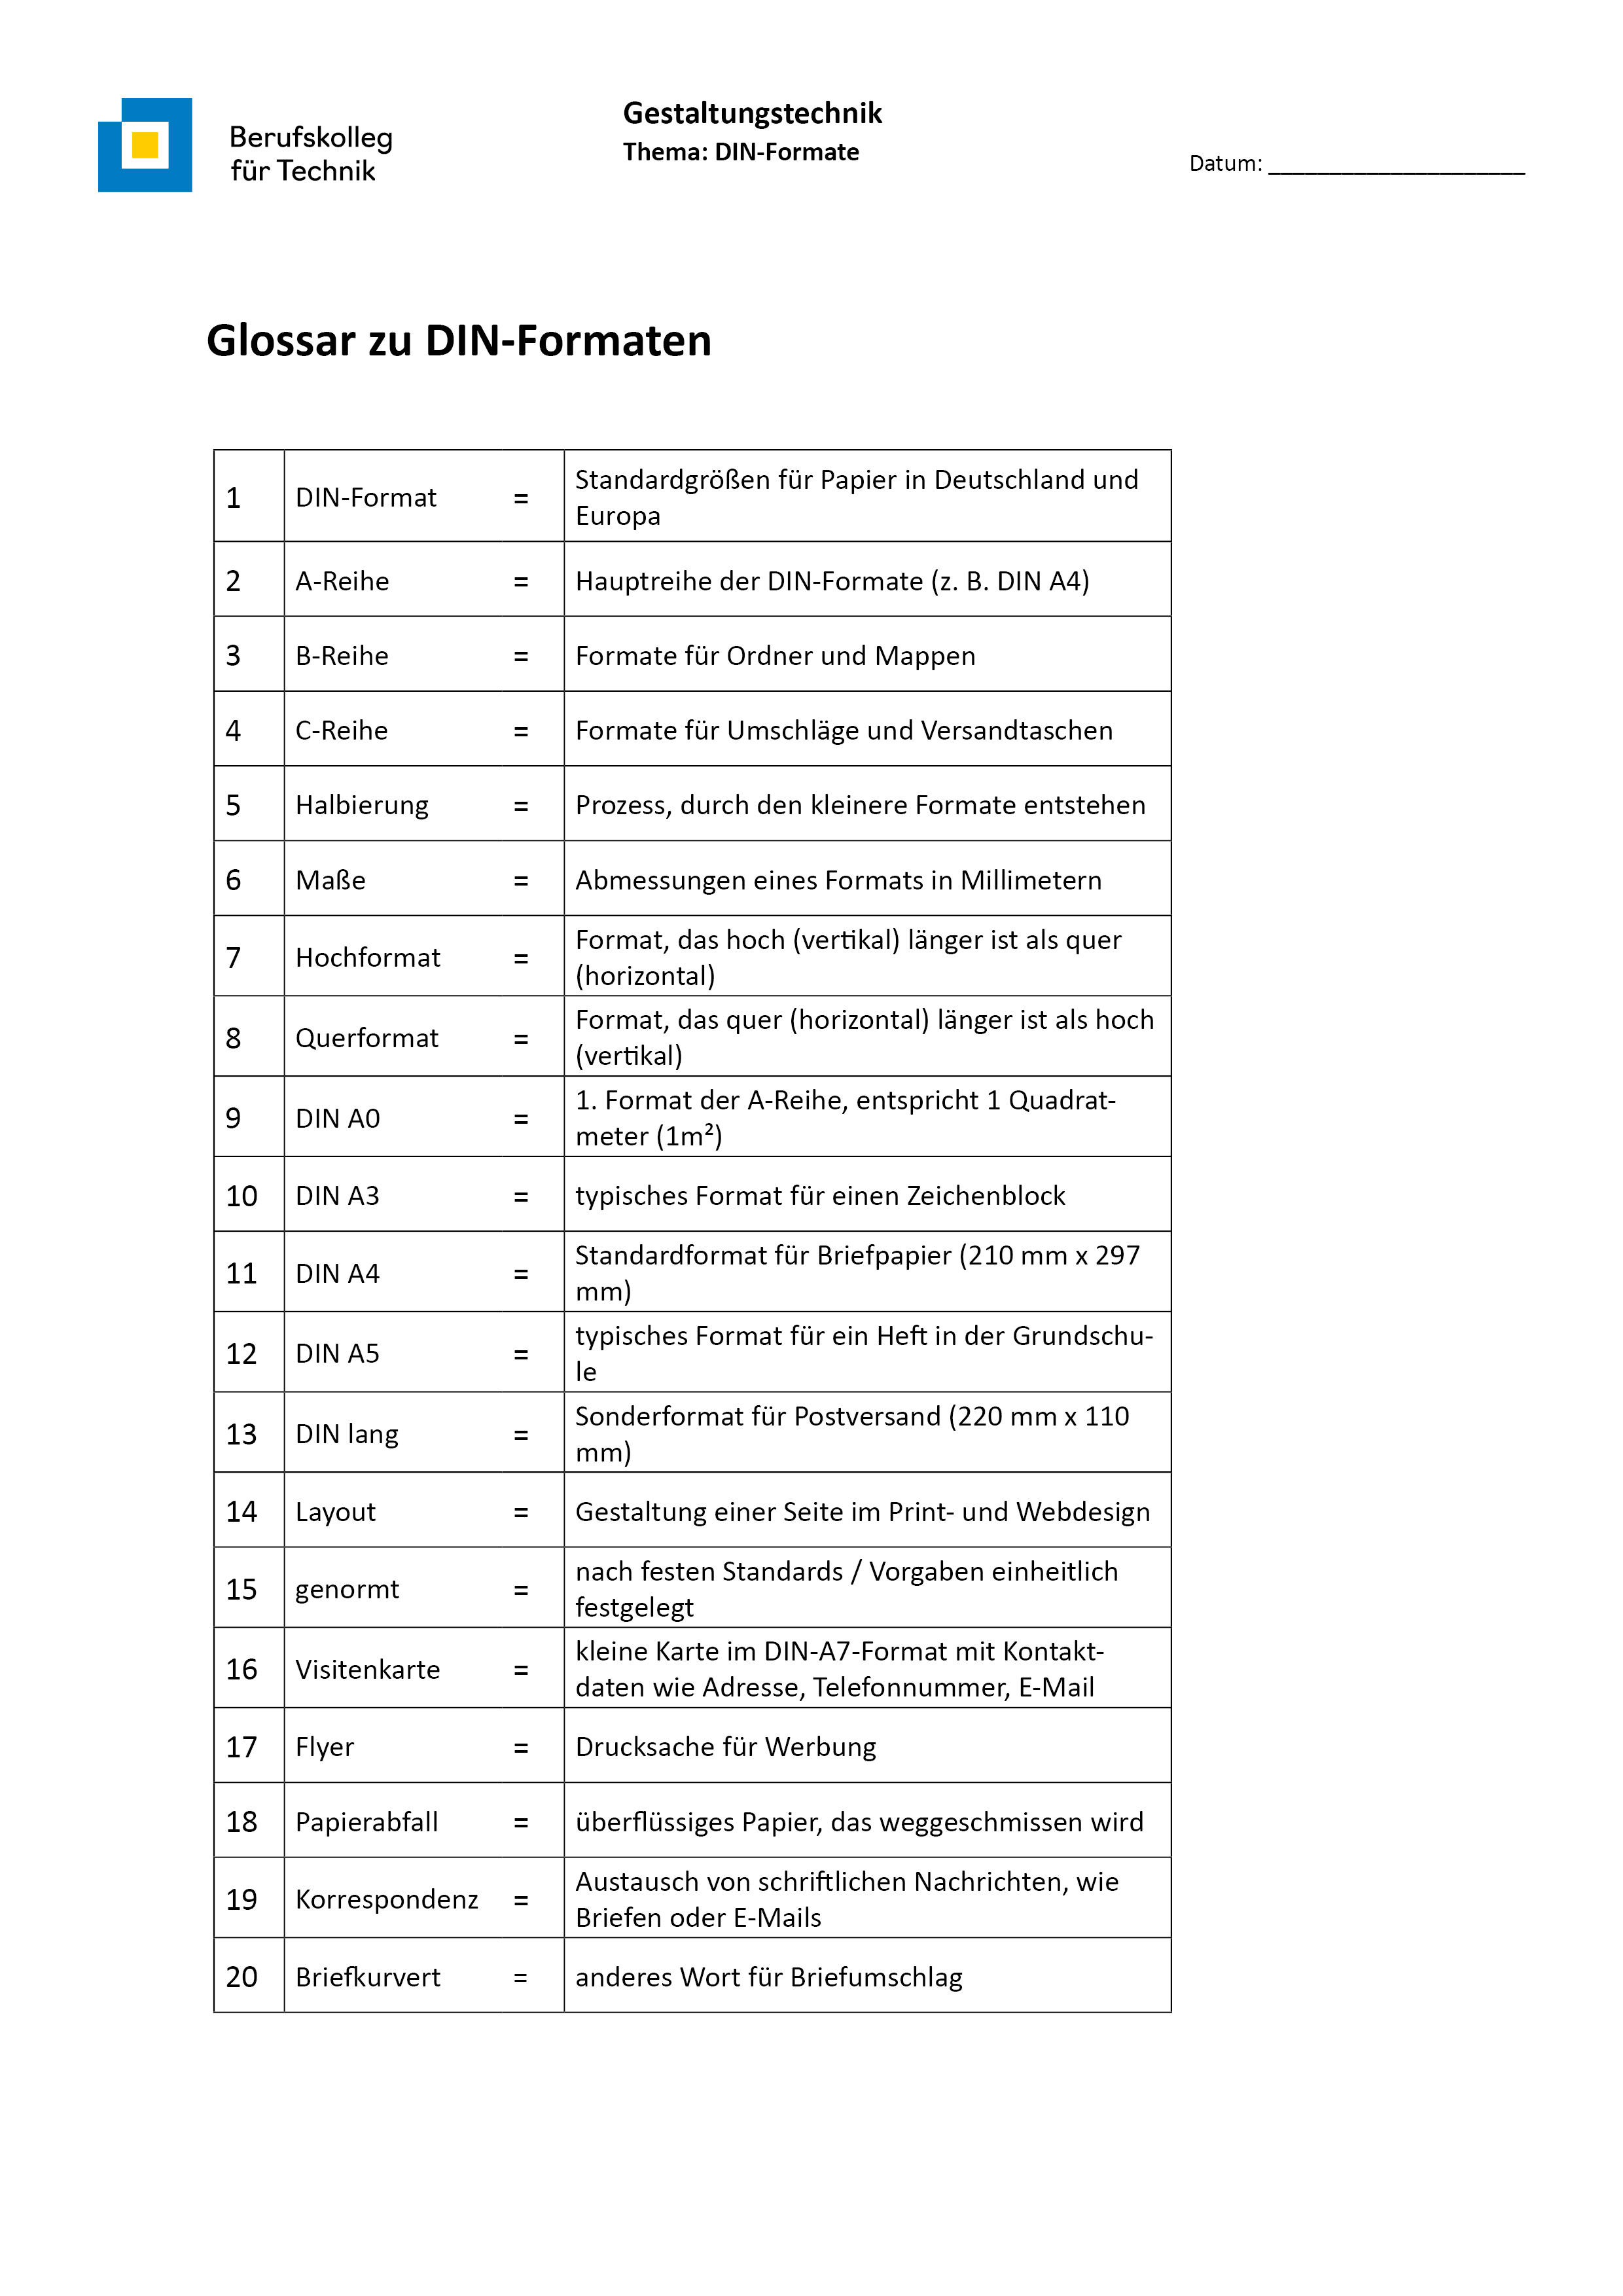 Berufskolleg
für Technik
Gestaltungstechnik
Thema: DIN-Formate
Datum: ______________________
Glossar zu DIN-Formaten
1 DIN-Format = Standardgrößen für Papier in Deutschland und
Europa
2 A-Reihe = Hauptreihe der DIN-Formate (z. B. DIN A4)
3 B-Reihe = Formate für Ordner und Mappen
4 C-Reihe = Formate für Umschläge und Versandtaschen
5 Halbierung = Prozess, durch den kleinere Formate entstehen
6 Maße = Abmessungen eines Formats in Millimetern
7 Hochformat = Format, das hoch (vertikal) länger ist als quer
(horizontal)
8 Querformat = Format, das quer (horizontal) länger ist als hoch
(vertikal)
9 DIN A0 = 1. Format der A-Reihe, entspricht 1 Quadrat-
meter (1m²)
10 DIN A3 = typisches Format für einen Zeichenblock
11 DIN A4 = Standardformat für Briefpapier (210 mm x 297
mm)
12 DIN A5 = typisches Format für ein Heft in der Grundschu-
le
13 DIN lang = Sonderformat für Postversand (220 mm x 110
mm)
14 Layout = Gestaltung einer Seite im Print- und Webdesign
15 genormt = nach festen Standards / Vorgaben einheitlich
festgelegt
16 Visitenkarte = kleine Karte im DIN-A7-Format mit Kontakt-
daten wie Adresse, Telefonnummer, E-Mail
17 Flyer = Drucksache für Werbung
18 Papierabfall = überflüssiges Papier, das weggeschmissen wird
19 Korrespondenz = Austausch von schriftlichen Nachrichten, wie
Briefen oder E-Mails
20 Briefkurvert = anderes Wort für Briefumschlag